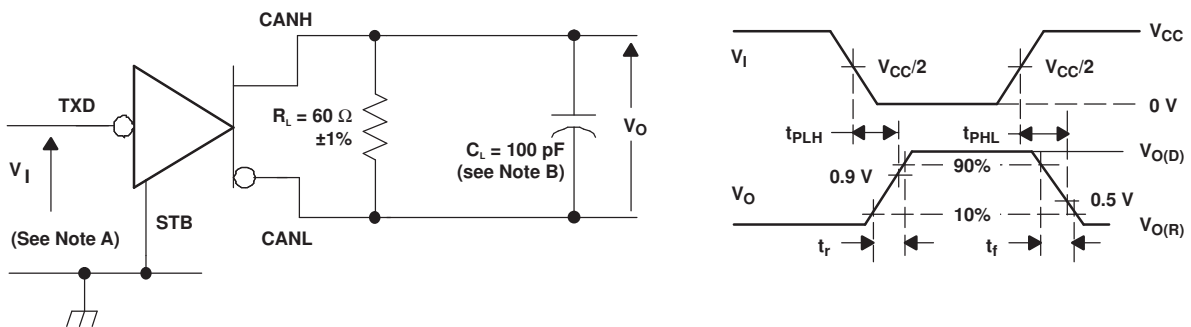 CANH
TXD
R_L = 60 Ω
±1%
C_L = 100 pF
(see Note B)
V_O
V_I
STB
(See Note A)
CANL
V_CC
V_I
V_CC/2
V_CC/2
0 V
t_PLH
t_PHL
V_O(D)
90%
0.9 V
V_O
0.5 V
10%
V_O(R)
t_r
t_f